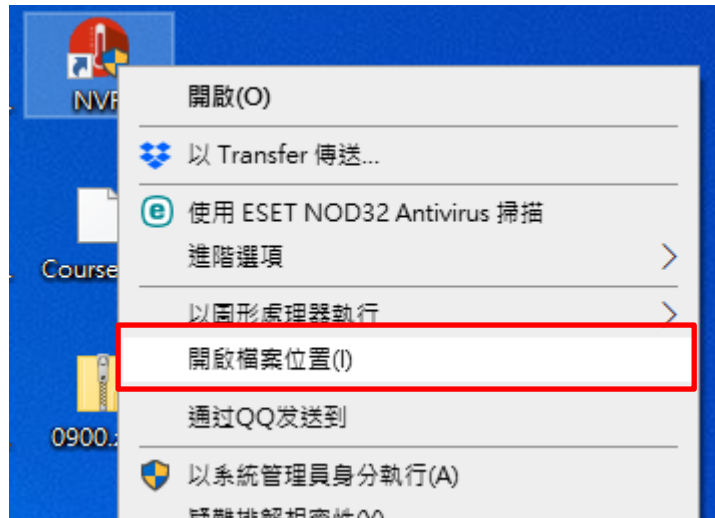 開啟(O)
以 Transfer 傳送...
使用 ESET NOD32 Antivirus 掃描
進階選項
以圖形處理器執行
開啟檔案位置(I)
通过QQ发送到
以系統管理員身分執行(A)
Course
0900.